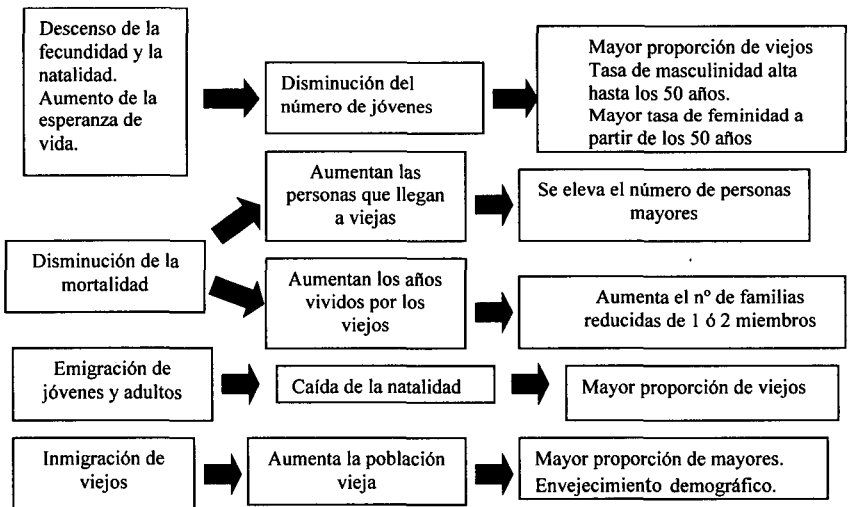 Descenso de la
fecundidad y la
natalidad.
Aumento de la
esperanza de
vida.
Disminución del
número de jóvenes
Mayor proporción de viejos
Tasa de masculinidad alta
hasta los 50 años.
Mayor tasa de feminidad a
partir de los 50 años
Disminución de la
mortalidad
Aumentan las
personas que llegan
a viejas
Se eleva el número de personas
mayores
Aumentan los años
vividos por los
viejos
Aumenta el nº de familias
reducidas de 1 ó 2 miembros
Emigración de
jóvenes y adultos
Caída de la natalidad
Mayor proporción de viejos
Inmigración de
viejos
Aumenta la población
vieja
Mayor proporción de mayores.
Envejecimiento demográfico.